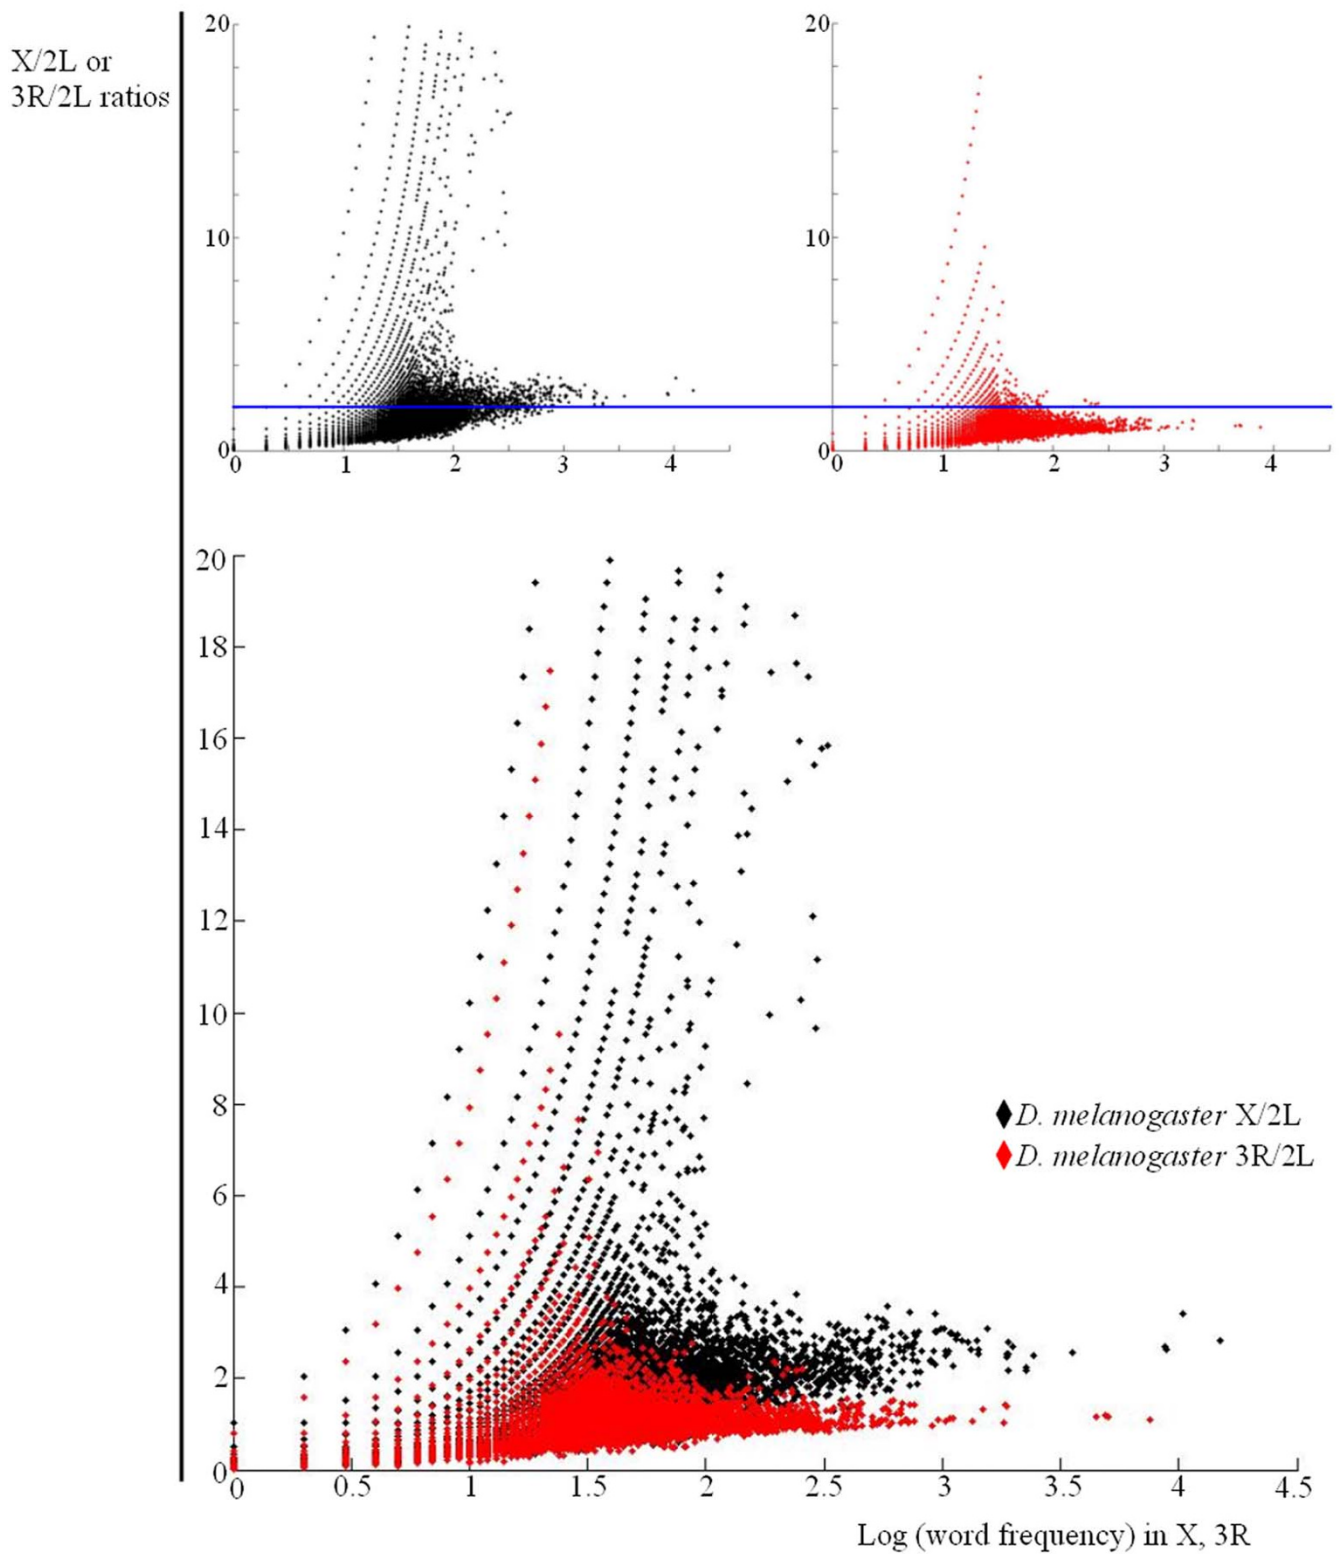 X/2L or
3R/2L ratios
20
10
0
0 1 2 3 4
20
10
0
0 1 2 3 4
20
18
16
14
12
10
8
6
4
2
0
0 0.5 1 1.5 2 2.5 3 3.5 4 4.5
D. melanogaster X/2L
D. melanogaster 3R/2L
Log (word frequency) in X, 3R